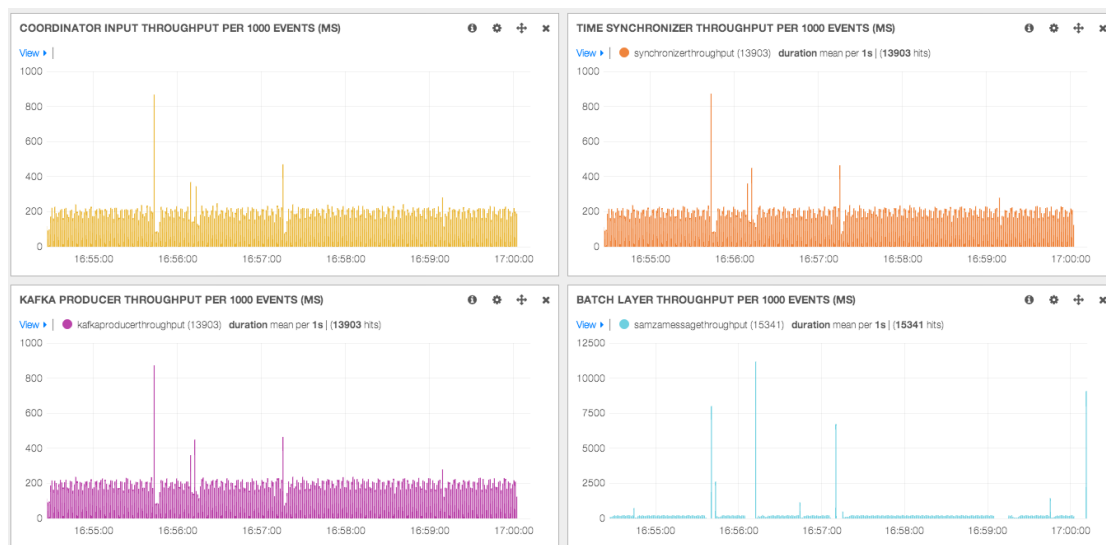 COORDINATOR INPUT THROUGHPUT PER 1000 EVENTS (MS)
View
1000
800
600
400
200
0
16:55:00 16:56:00 16:57:00 16:58:00 16:59:00 17:00:00
TIME SYNCHRONIZER THROUGHPUT PER 1000 EVENTS (MS)
View synchronizerthroughput (13903) duration mean per 1s | (13903 hits)
1000
800
600
400
200
0
16:55:00 16:56:00 16:57:00 16:58:00 16:59:00 17:00:00
KAFKA PRODUCER THROUGHPUT PER 1000 EVENTS (MS)
View kafkaproducerthroughput (13903) duration mean per 1s | (13903 hits)
1000
800
600
400
200
0
16:55:00 16:56:00 16:57:00 16:58:00 16:59:00 17:00:00
BATCH LAYER THROUGHPUT PER 1000 EVENTS (MS)
View samzamessagethroughput (15341) duration mean per 1s | (15341 hits)
12500
10000
7500
5000
2500
0
16:55:00 16:56:00 16:57:00 16:58:00 16:59:00 17:00:00